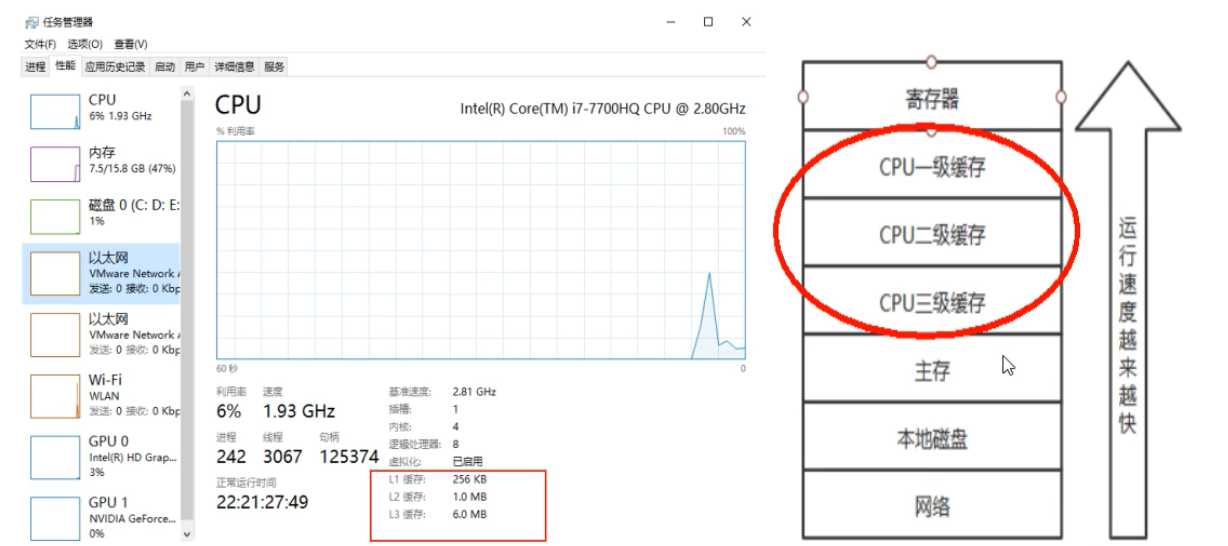 任务管理器
文件(F) 选项(O) 查看(V)
进程 性能 应用历史记录 启动 用户 详细信息 服务
CPU
6% 1.93 GHz
内存
7.5/15.8 GB (47%)
磁盘 0 (C: D: E:
1%
以太网
VMware Network
发送: 0 接收: 0 Kbp
以太网
VMware Network
发送: 0 接收: 0 Kbp
Wi-Fi
WLAN
发送: 0 接收: 0 Kbp
GPU 0
Intel(R) HD Grap...
3%
GPU 1
NVIDIA GeForce...
0%
CPU
Intel(R) Core(TM) i7-7700HQ CPU @ 2.80GHz
% 利用率 100%
60 秒 0
利用率 速度
6% 1.93 GHz
进程 线程 句柄
242 3067 125374
正常运行时间
22:21:27:49
基准速度: 2.81 GHz
插槽: 1
内核: 4
逻辑处理器: 8
虚拟化: 已启用
L1 缓存: 256 KB
L2 缓存: 1.0 MB
L3 缓存: 6.0 MB
寄存器
CPU一级缓存
CPU二级缓存
CPU三级缓存
主存
本地磁盘
网络
运行速度越来越快